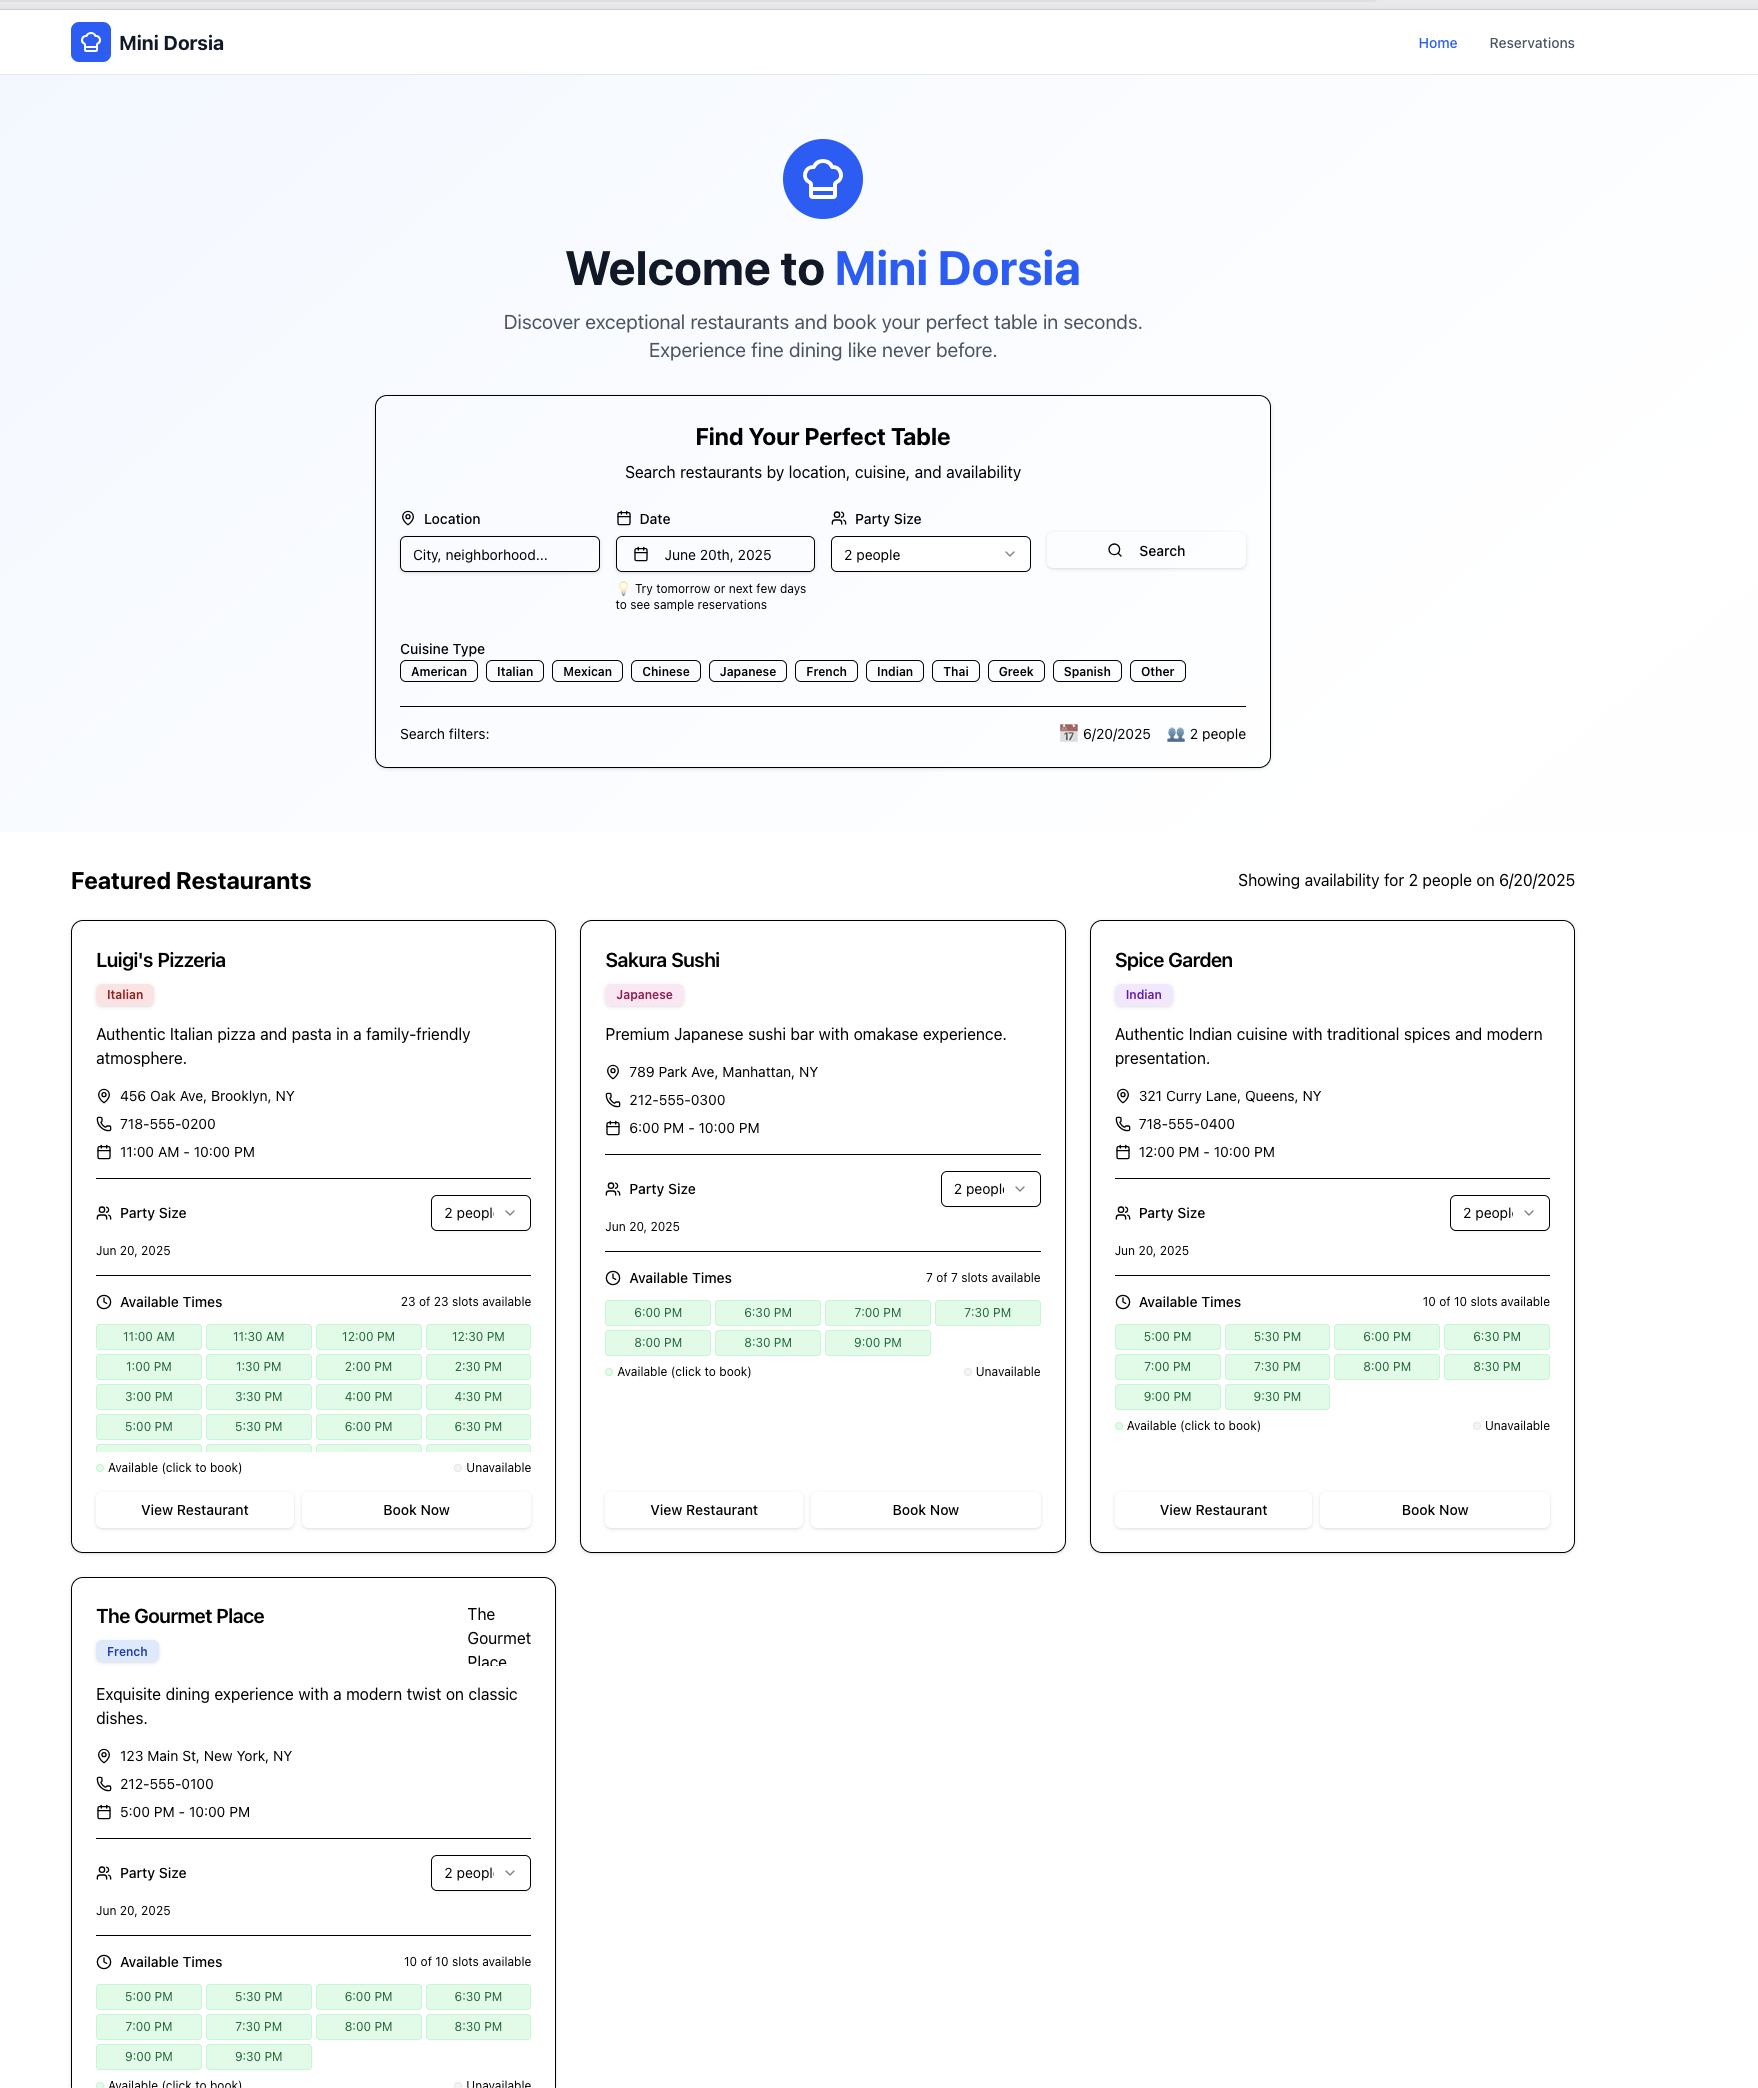 Mini Dorsia
Home
Reservations
Welcome to Mini Dorsia
Discover exceptional restaurants and book your perfect table in seconds.
Experience fine dining like never before.
Find Your Perfect Table
Search restaurants by location, cuisine, and availability
Location
City, neighborhood...
Date
June 20th, 2025
💡 Try tomorrow or next few days
to see sample reservations
Party Size
2 people
Search
Cuisine Type
American Italian Mexican Chinese Japanese French Indian Thai Greek Spanish Other
Search filters:
📅 6/20/2025 👥 2 people
Featured Restaurants
Showing availability for 2 people on 6/20/2025
Luigi's Pizzeria
Italian
Authentic Italian pizza and pasta in a family-friendly
atmosphere.
456 Oak Ave, Brooklyn, NY
718-555-0200
11:00 AM - 10:00 PM
Party Size
2 people
Jun 20, 2025
Available Times
23 of 23 slots available
11:00 AM 11:30 AM 12:00 PM 12:30 PM
1:00 PM 1:30 PM 2:00 PM 2:30 PM
3:00 PM 3:30 PM 4:00 PM 4:30 PM
5:00 PM 5:30 PM 6:00 PM 6:30 PM
Available (click to book)
Unavailable
View Restaurant
Book Now
Sakura Sushi
Japanese
Premium Japanese sushi bar with omakase experience.
789 Park Ave, Manhattan, NY
212-555-0300
6:00 PM - 10:00 PM
Party Size
2 people
Jun 20, 2025
Available Times
7 of 7 slots available
6:00 PM 6:30 PM 7:00 PM 7:30 PM
8:00 PM 8:30 PM 9:00 PM
Available (click to book)
Unavailable
View Restaurant
Book Now
Spice Garden
Indian
Authentic Indian cuisine with traditional spices and modern
presentation.
321 Curry Lane, Queens, NY
718-555-0400
12:00 PM - 10:00 PM
Party Size
2 people
Jun 20, 2025
Available Times
10 of 10 slots available
5:00 PM 5:30 PM 6:00 PM 6:30 PM
7:00 PM 7:30 PM 8:00 PM 8:30 PM
9:00 PM 9:30 PM
Available (click to book)
Unavailable
View Restaurant
Book Now
The Gourmet Place
French
The
Gourmet
Place
Exquisite dining experience with a modern twist on classic
dishes.
123 Main St, New York, NY
212-555-0100
5:00 PM - 10:00 PM
Party Size
2 people
Jun 20, 2025
Available Times
10 of 10 slots available
5:00 PM 5:30 PM 6:00 PM 6:30 PM
7:00 PM 7:30 PM 8:00 PM 8:30 PM
9:00 PM 9:30 PM
Available (click to book)
Unavailable